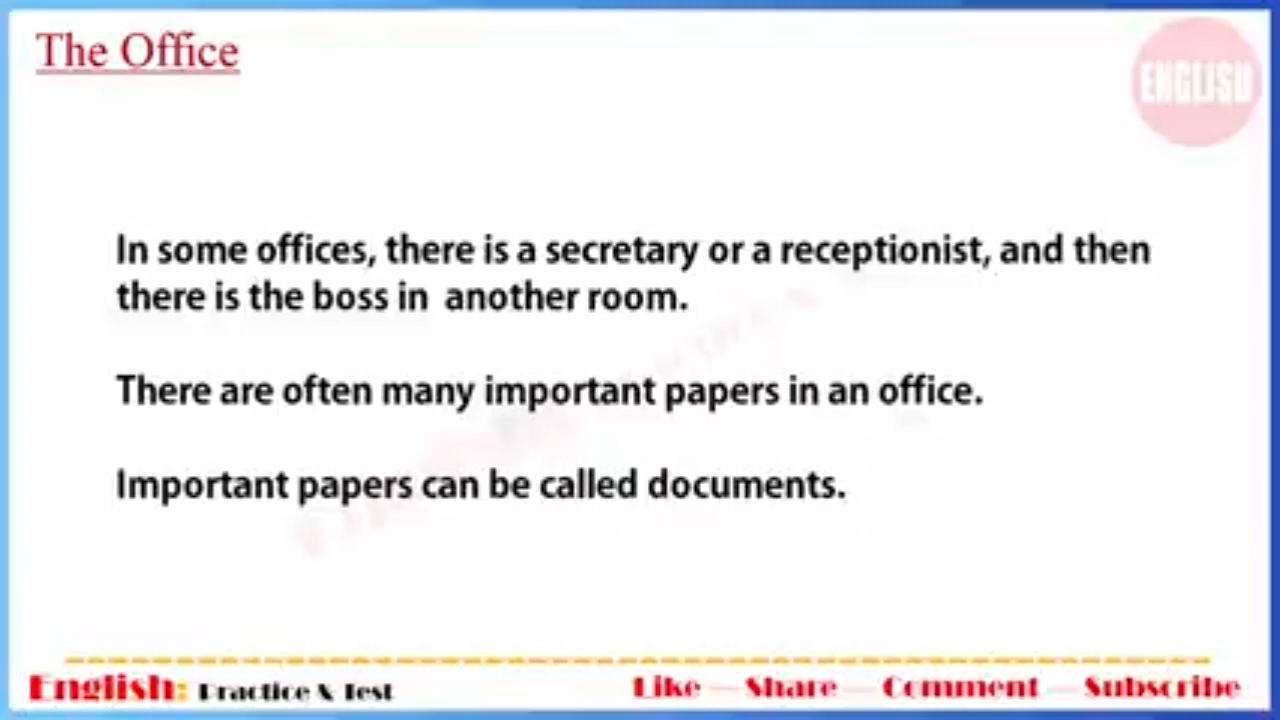 The Office
ENGLISH
In some offices, there is a secretary or a receptionist, and then
there is the boss in another room.
There are often many important papers in an office.
Important papers can be called documents.
English: Practice & Test
Like — Share — Comment — Subscribe